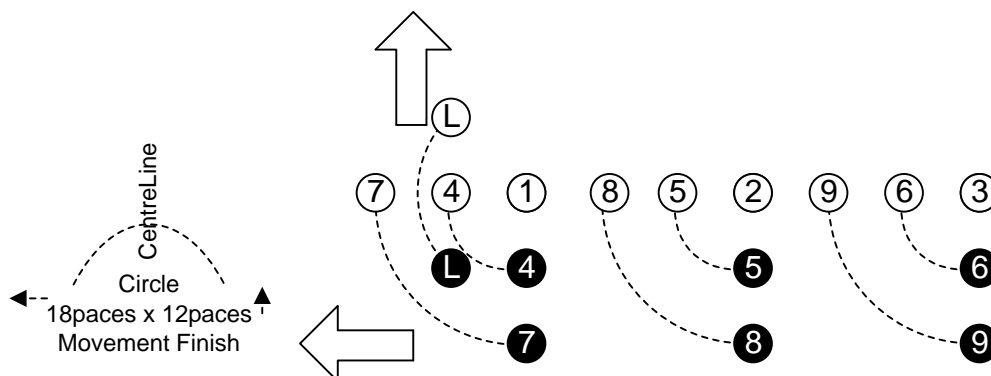 L
7 4 1 8 5 2 9 6 3
CentreLine
L 4 5 6
Circle
18paces x 12paces
Movement Finish
7 8 9